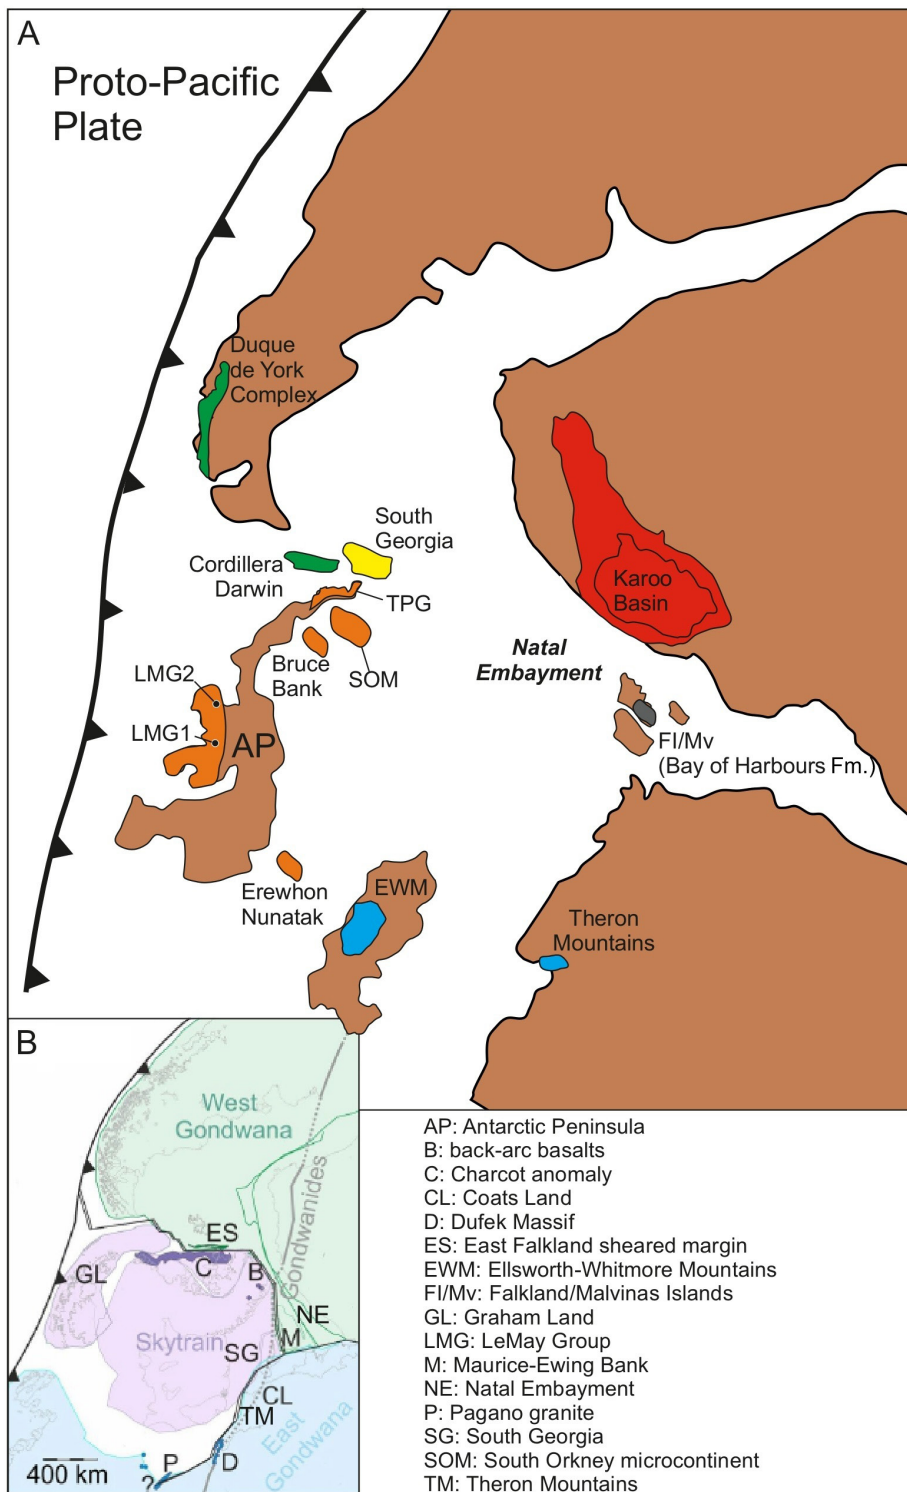 A
Proto-Pacific
Plate
Duque
de York
Complex
South
Georgia
Cordillera
Darwin
TPG
Karoo
Basin
Natal
Embayment
Bruce
Bank
SOM
LMG2
LMG1
AP
FI/Mv
(Bay of Harbours Fm.)
Erewhon
Nunatak
EWM
Theron
Mountains
B
West
Gondwana
Gondwanides
ES
C
B
GL
NE
Skytrain
SG
M
CL
TM
East
Gondwana
P
D
?
400 km
AP: Antarctic Peninsula
B: back-arc basalts
C: Charcot anomaly
CL: Coats Land
D: Dufek Massif
ES: East Falkland sheared margin
EWM: Ellsworth-Whitmore Mountains
FI/Mv: Falkland/Malvinas Islands
GL: Graham Land
LMG: LeMay Group
M: Maurice-Ewing Bank
NE: Natal Embayment
P: Pagano granite
SG: South Georgia
SOM: South Orkney microcontinent
TM: Theron Mountains